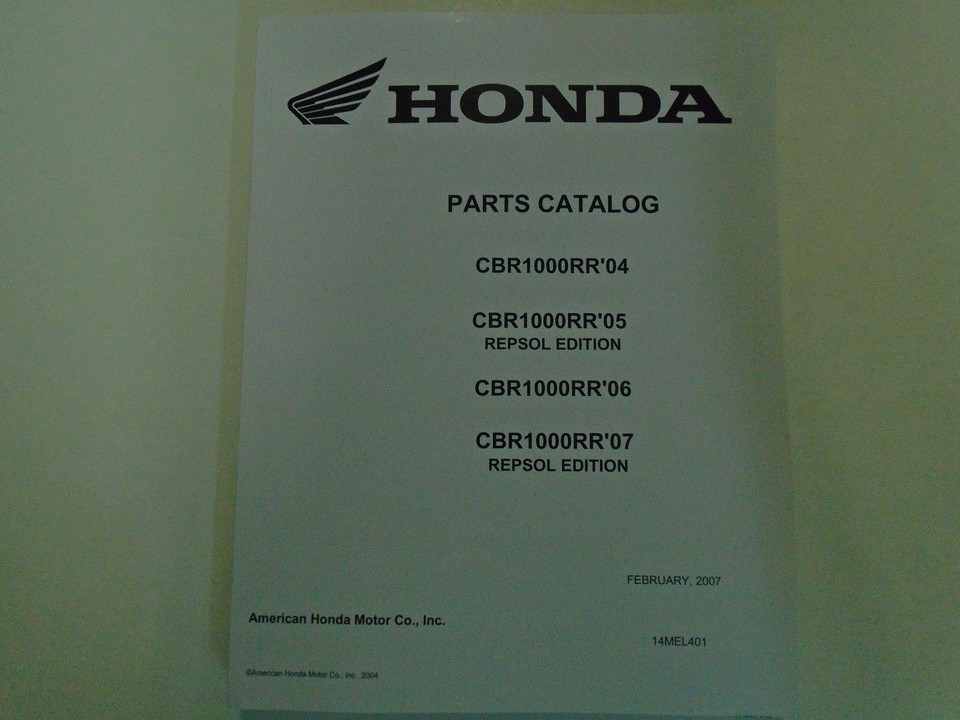 HONDA
PARTS CATALOG
CBR1000RR'04
CBR1000RR'05
REPSOL EDITION
CBR1000RR'06
CBR1000RR'07
REPSOL EDITION
FEBRUARY, 2007
American Honda Motor Co., Inc.
14MEL401
©American Honda Motor Co., Inc. 2004